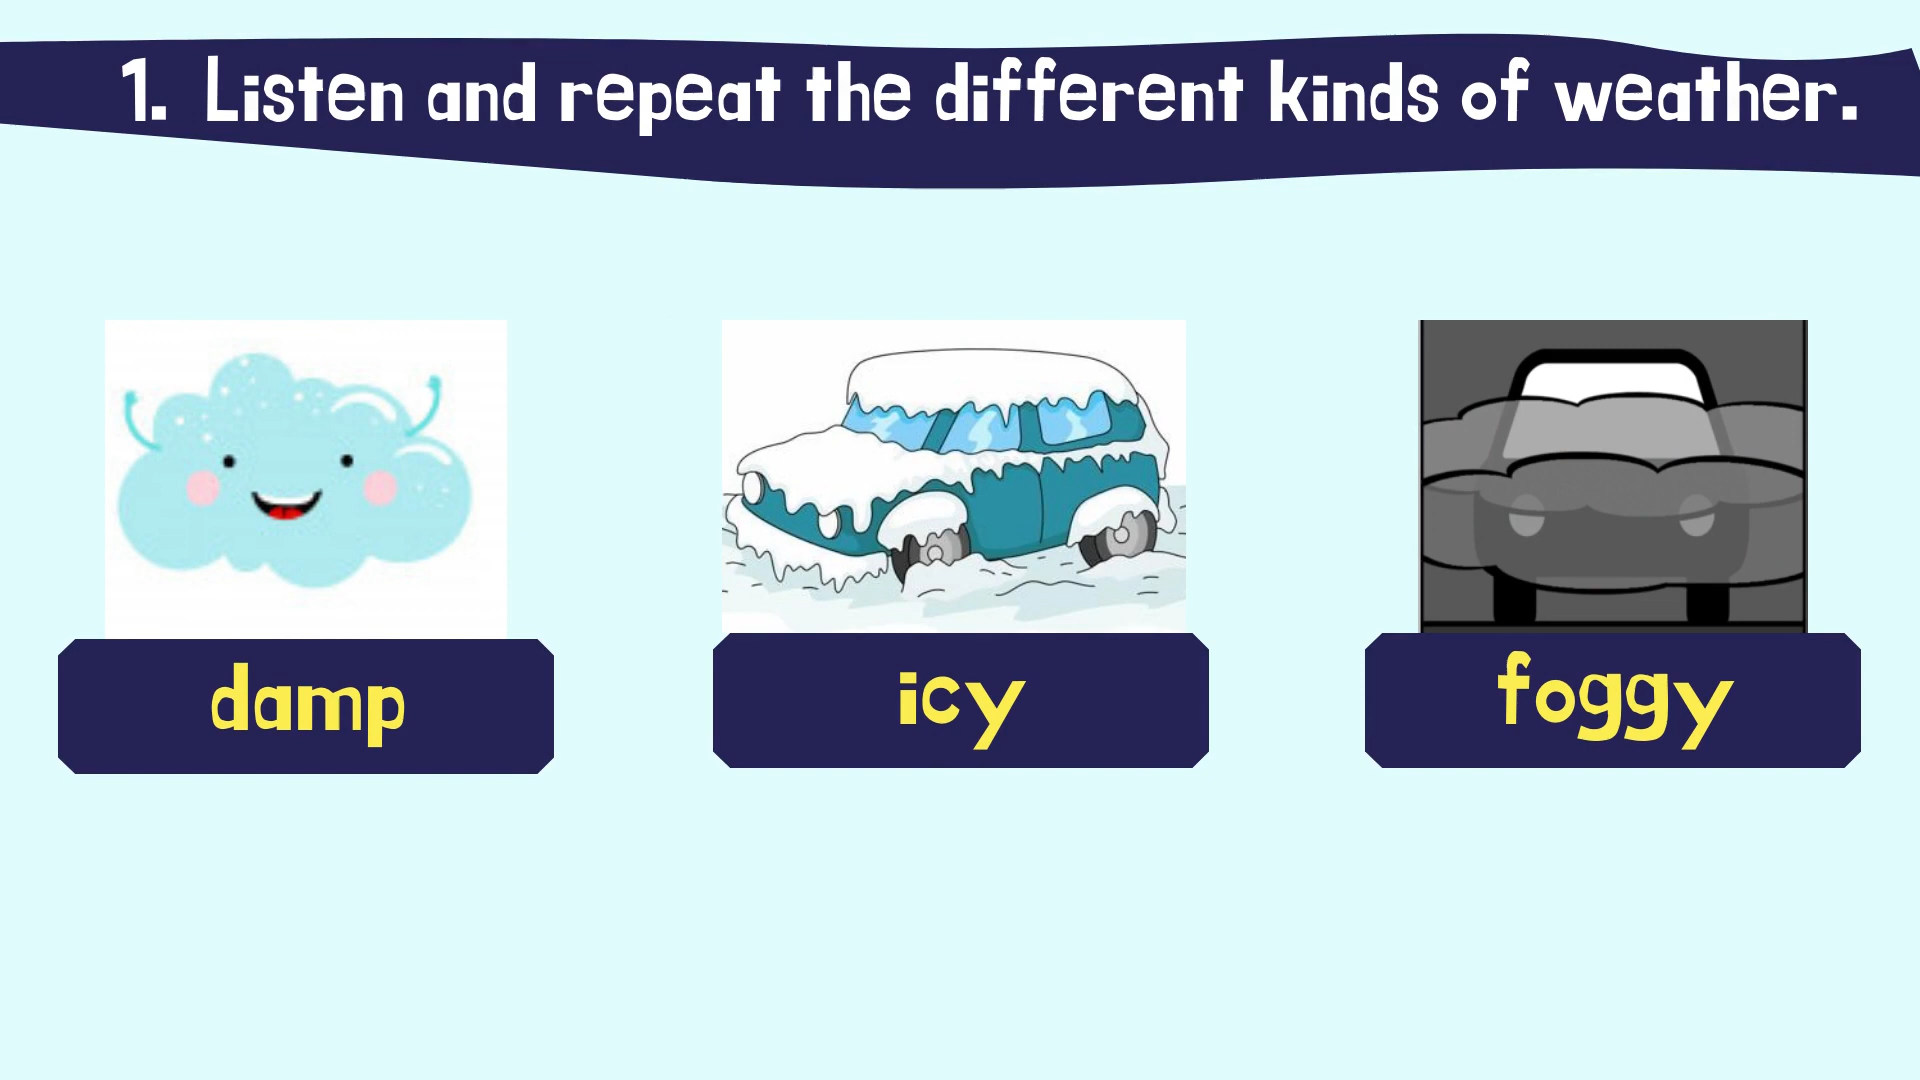 1. Listen and repeat the different kinds of weather.
damp
icy
foggy